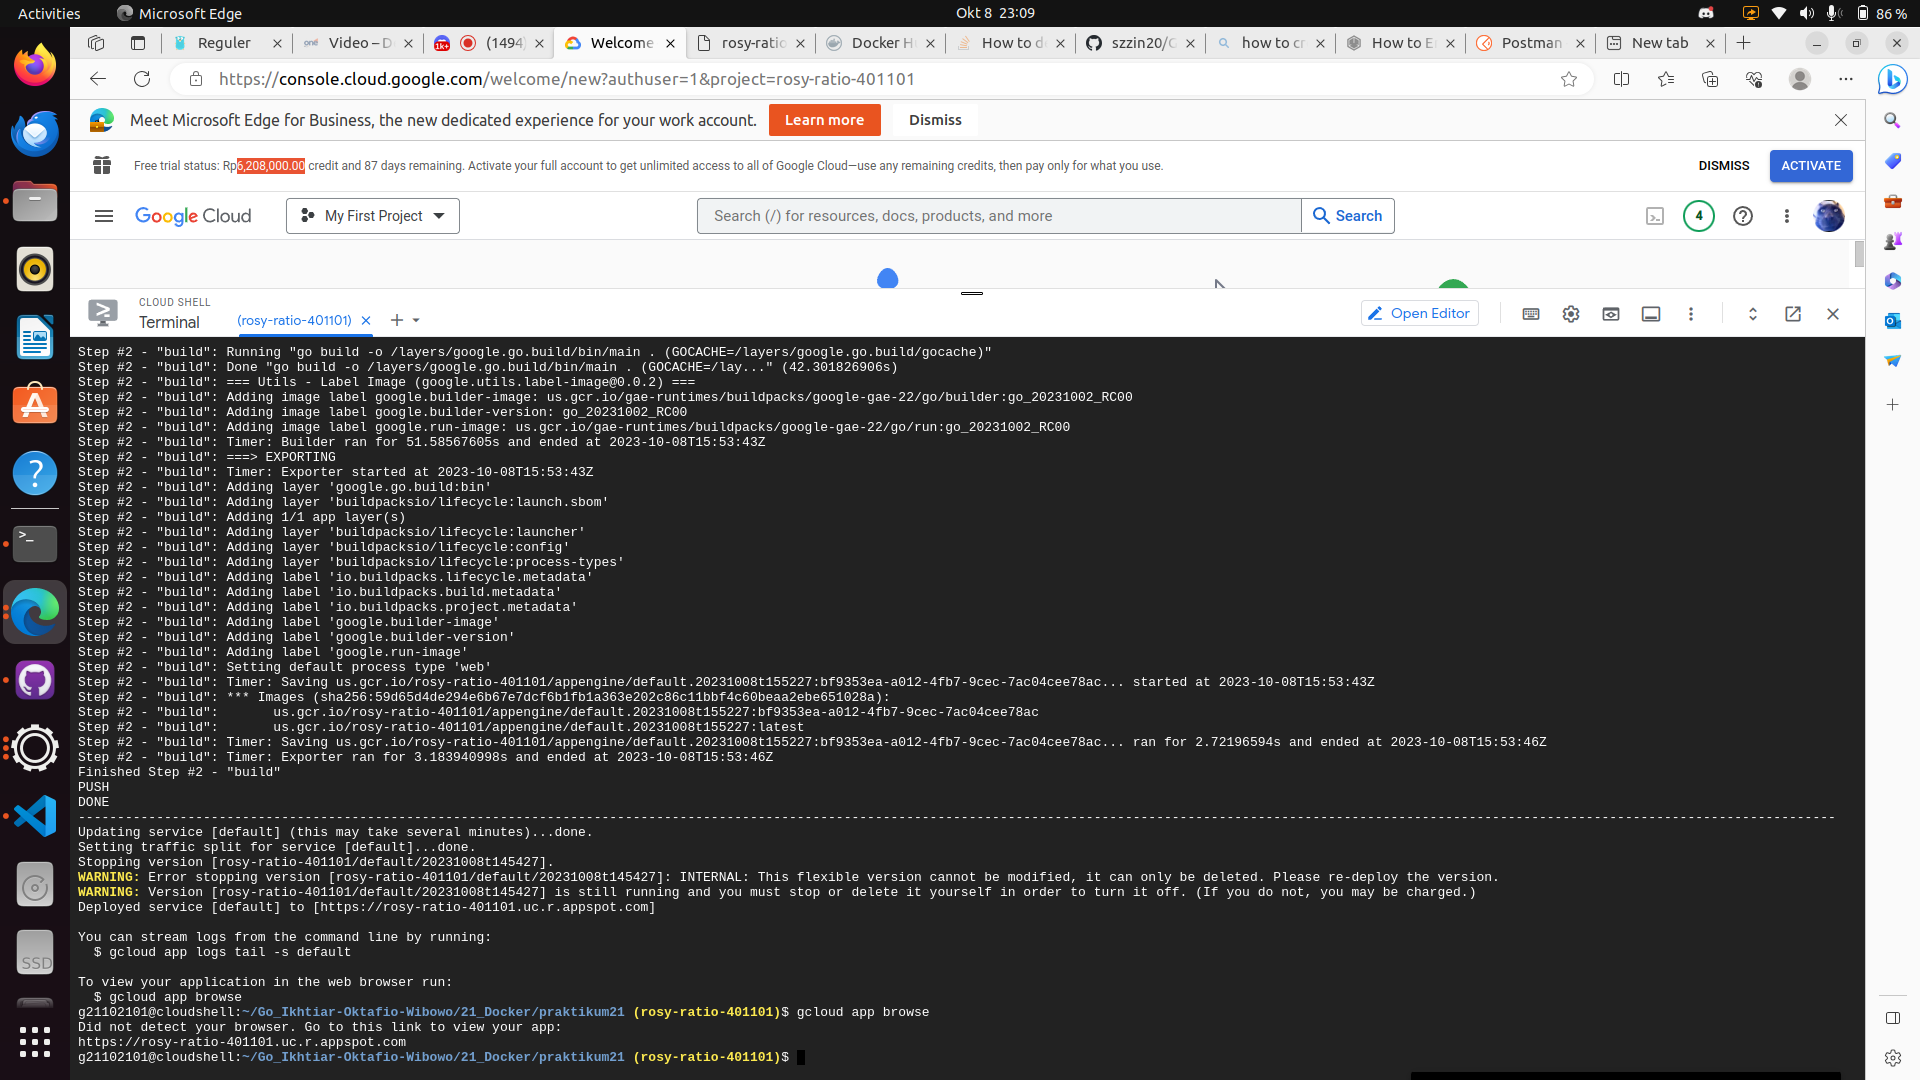 Activities
Microsoft Edge
Okt 8 23:09
86 %
Reguler
Video – D
1k+
(1494)
Welcome
rosy-ratio
Docker H
How to d
szzin20/G
how to cr
How to E
Postman
New tab
https://console.cloud.google.com/welcome/new?authuser=1&project=rosy-ratio-401101
Meet Microsoft Edge for Business, the new dedicated experience for your work account.
Learn more
Dismiss
Free trial status: Rp6,208,000.00 credit and 87 days remaining. Activate your full account to get unlimited access to all of Google Cloud—use any remaining credits, then pay only for what you use.
DISMISS
ACTIVATE
Google Cloud
My First Project
Search (/) for resources, docs, products, and more
Search
4
CLOUD SHELL
Terminal
(rosy-ratio-401101)
Open Editor
Step #2 - "build": Running "go build -o /layers/google.go.build/bin/main . (GOCACHE=/layers/google.go.build/gocache)"
Step #2 - "build": Done "go build -o /layers/google.go.build/bin/main . (GOCACHE=/lay..." (42.301826906s)
Step #2 - "build": === Utils - Label Image (google.utils.label-image@0.0.2) ===
Step #2 - "build": Adding image label google.builder-image: us.gcr.io/gae-runtimes/buildpacks/google-gae-22/go/builder:go_20231002_RC00
Step #2 - "build": Adding image label google.builder-version: go_20231002_RC00
Step #2 - "build": Adding image label google.run-image: us.gcr.io/gae-runtimes/buildpacks/google-gae-22/go/run:go_20231002_RC00
Step #2 - "build": Timer: Builder ran for 51.58567605s and ended at 2023-10-08T15:53:43Z
Step #2 - "build": ===> EXPORTING
Step #2 - "build": Timer: Exporter started at 2023-10-08T15:53:43Z
Step #2 - "build": Adding layer 'google.go.build:bin'
Step #2 - "build": Adding layer 'buildpacksio/lifecycle:launch.sbom'
Step #2 - "build": Adding 1/1 app layer(s)
Step #2 - "build": Adding layer 'buildpacksio/lifecycle:launcher'
Step #2 - "build": Adding layer 'buildpacksio/lifecycle:config'
Step #2 - "build": Adding layer 'buildpacksio/lifecycle:process-types'
Step #2 - "build": Adding label 'io.buildpacks.lifecycle.metadata'
Step #2 - "build": Adding label 'io.buildpacks.build.metadata'
Step #2 - "build": Adding label 'io.buildpacks.project.metadata'
Step #2 - "build": Adding label 'google.builder-image'
Step #2 - "build": Adding label 'google.builder-version'
Step #2 - "build": Adding label 'google.run-image'
Step #2 - "build": Setting default process type 'web'
Step #2 - "build": Timer: Saving us.gcr.io/rosy-ratio-401101/appengine/default.20231008t155227:bf9353ea-a012-4fb7-9cec-7ac04cee78ac... started at 2023-10-08T15:53:43Z
Step #2 - "build": *** Images (sha256:59d65d4de294e6b67e7dcf6b1fb1a363e202c86c11bbf4c60beaa2ebe651028a):
Step #2 - "build":       us.gcr.io/rosy-ratio-401101/appengine/default.20231008t155227:bf9353ea-a012-4fb7-9cec-7ac04cee78ac
Step #2 - "build":       us.gcr.io/rosy-ratio-401101/appengine/default.20231008t155227:latest
Step #2 - "build": Timer: Saving us.gcr.io/rosy-ratio-401101/appengine/default.20231008t155227:bf9353ea-a012-4fb7-9cec-7ac04cee78ac... ran for 2.72196594s and ended at 2023-10-08T15:53:46Z
Step #2 - "build": Timer: Exporter ran for 3.183940998s and ended at 2023-10-08T15:53:46Z
Finished Step #2 - "build"
PUSH
DONE
--------------------------------------------------------------------------------
Updating service [default] (this may take several minutes)...done.
Setting traffic split for service [default]...done.
Stopping version [rosy-ratio-401101/default/20231008t145427].
WARNING: Error stopping version [rosy-ratio-401101/default/20231008t145427]: INTERNAL: This flexible version cannot be modified, it can only be deleted. Please re-deploy the version.
WARNING: Version [rosy-ratio-401101/default/20231008t145427] is still running and you must stop or delete it yourself in order to turn it off. (If you do not, you may be charged.)
Deployed service [default] to [https://rosy-ratio-401101.uc.r.appspot.com]
You can stream logs from the command line by running:
  $ gcloud app logs tail -s default
To view your application in the web browser run:
  $ gcloud app browse
g21102101@cloudshell:~/Go_Ikhtiar-Oktafio-Wibowo/21_Docker/praktikum21 (rosy-ratio-401101)$ gcloud app browse
Did not detect your browser. Go to this link to view your app:
https://rosy-ratio-401101.uc.r.appspot.com
g21102101@cloudshell:~/Go_Ikhtiar-Oktafio-Wibowo/21_Docker/praktikum21 (rosy-ratio-401101)$
SSD